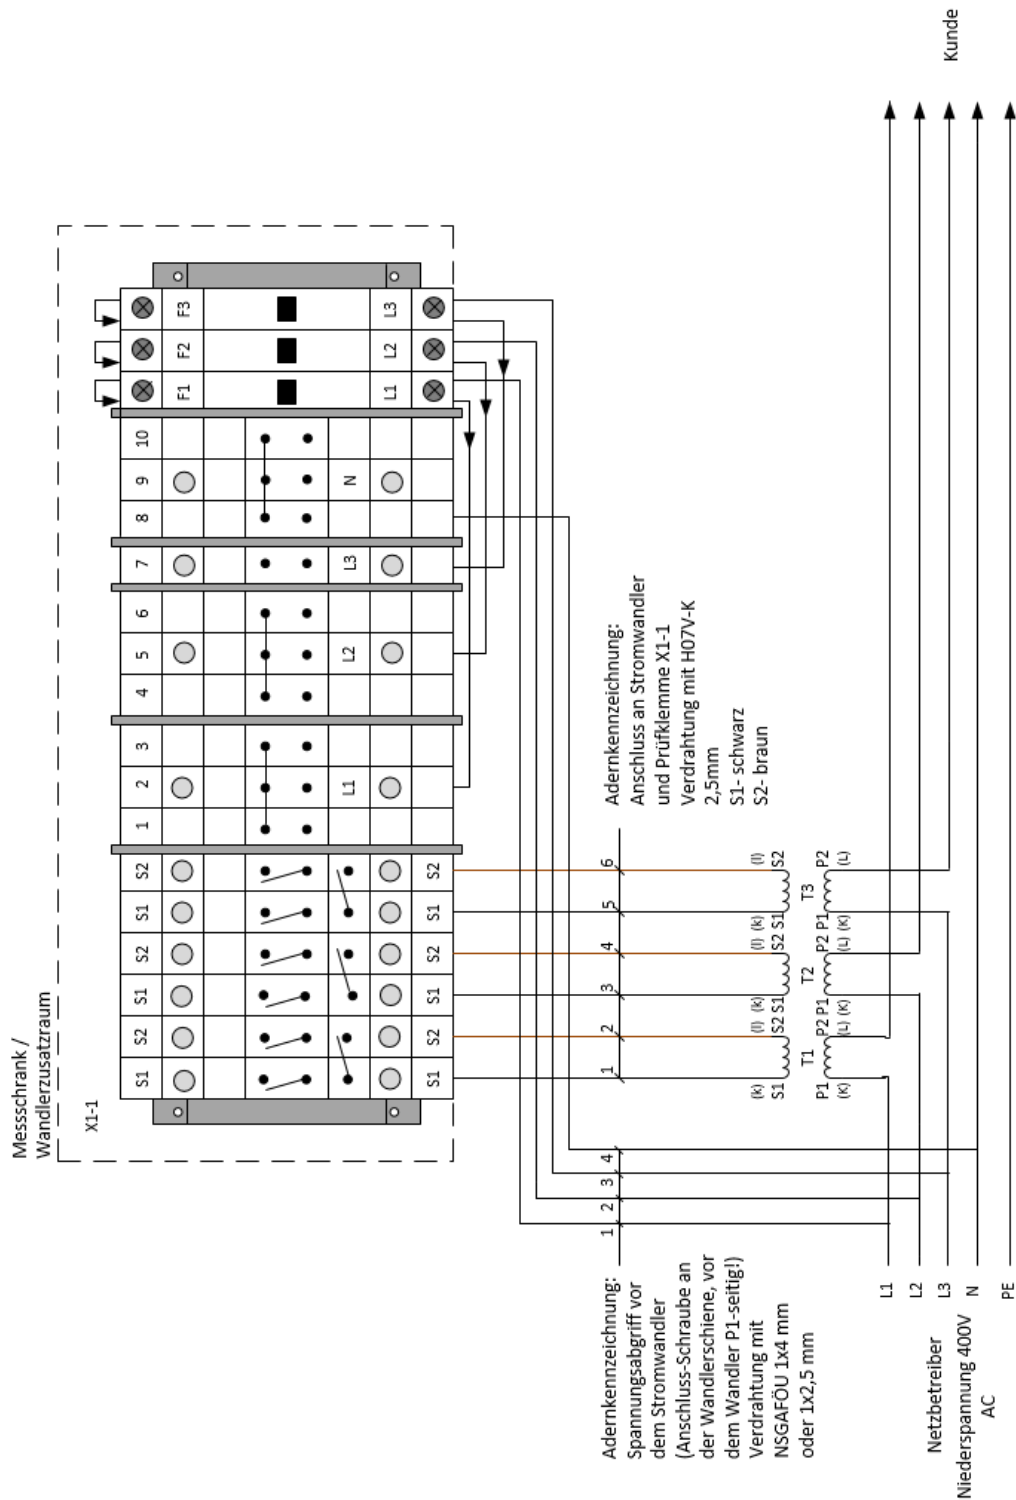 Messschrank /
Wandlerzusatzraum
X1-1
S1 S2 S1 S2 S1 S2 1 2 3 4 5 6 7 8 9 10
F1 F2 F3
L1 L2 L3 N
L1 L2 L3
S1 S2 S1 S2 S1 S2
1 2 3 4
1 2 3 4 5 6
Adernkennzeichnung:
Spannungsabgriff vor
dem Stromwandler
(Anschluss-Schraube an
der Wandlerschiene, vor
dem Wandler P1-seitig!)
Verdrahtung mit
NSGAFÖU 1x4 mm
oder 1x2,5 mm
Adernkennzeichnung:
Anschluss an Stromwandler
und Prüfklemme X1-1
Verdrahtung mit H07V-K
2,5mm
S1- schwarz
S2- braun
(k) (l) (k) (l) (k) (l)
S1 S2 S1 S2 S1 S2
T1 T2 T3
P1 P2 P1 P2 P1 P2
(K) (L) (K) (L) (K) (L)
L1
L2
L3
N
PE
Netzbetreiber
Niederspannung 400V
AC
Kunde